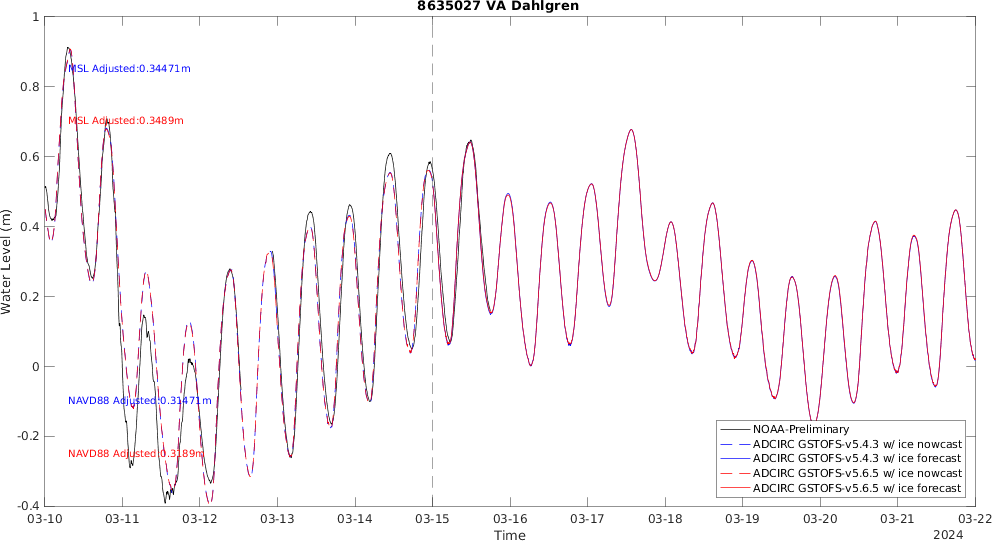 8635027 VA Dahlgren
1
0.8
0.6
0.4
0.2
0
-0.2
-0.4
Water Level (m)
MSL Adjusted:0.34471m
MSL Adjusted:0.3489m
NAVD88 Adjusted:0.31471m
NAVD88 Adjusted:0.3189m
NOAA-Preliminary
ADCIRC GSTOFS-v5.4.3 w/ ice nowcast
ADCIRC GSTOFS-v5.4.3 w/ ice forecast
ADCIRC GSTOFS-v5.6.5 w/ ice nowcast
ADCIRC GSTOFS-v5.6.5 w/ ice forecast
03-10 03-11 03-12 03-13 03-14 03-15 03-16 03-17 03-18 03-19 03-20 03-21 03-22
Time
2024